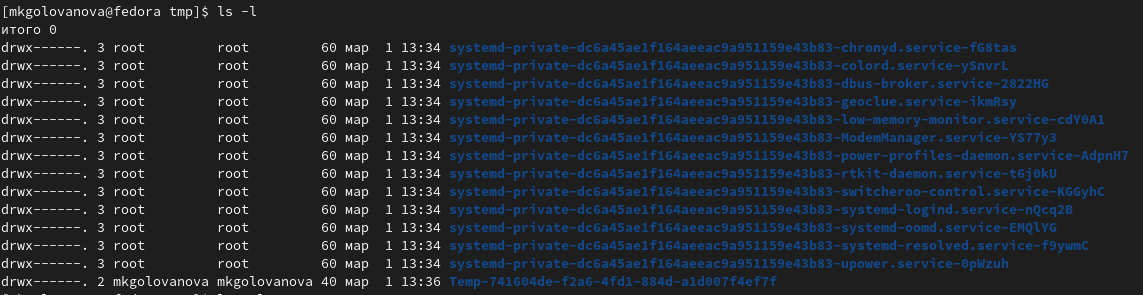 [mkgolovanova@fedora tmp]$ ls -l
итого 0
drwx------. 3 root         root         60 мар  1 13:34 systemd-private-dc6a45ae1f164aeeac9a951159e43b83-chronyd.service-fG8tas
drwx------. 3 root         root         60 мар  1 13:34 systemd-private-dc6a45ae1f164aeeac9a951159e43b83-colord.service-ySnvrL
drwx------. 3 root         root         60 мар  1 13:34 systemd-private-dc6a45ae1f164aeeac9a951159e43b83-dbus-broker.service-2822HG
drwx------. 3 root         root         60 мар  1 13:34 systemd-private-dc6a45ae1f164aeeac9a951159e43b83-geoclue.service-ikmRsy
drwx------. 3 root         root         60 мар  1 13:34 systemd-private-dc6a45ae1f164aeeac9a951159e43b83-low-memory-monitor.service-cdY0A1
drwx------. 3 root         root         60 мар  1 13:34 systemd-private-dc6a45ae1f164aeeac9a951159e43b83-ModemManager.service-YS77y3
drwx------. 3 root         root         60 мар  1 13:34 systemd-private-dc6a45ae1f164aeeac9a951159e43b83-power-profiles-daemon.service-AdpnH7
drwx------. 3 root         root         60 мар  1 13:34 systemd-private-dc6a45ae1f164aeeac9a951159e43b83-rtkit-daemon.service-t6j0kU
drwx------. 3 root         root         60 мар  1 13:34 systemd-private-dc6a45ae1f164aeeac9a951159e43b83-switcheroo-control.service-KGGyhC
drwx------. 3 root         root         60 мар  1 13:34 systemd-private-dc6a45ae1f164aeeac9a951159e43b83-systemd-logind.service-nQcq2B
drwx------. 3 root         root         60 мар  1 13:34 systemd-private-dc6a45ae1f164aeeac9a951159e43b83-systemd-oomd.service-EMQlYG
drwx------. 3 root         root         60 мар  1 13:34 systemd-private-dc6a45ae1f164aeeac9a951159e43b83-systemd-resolved.service-f9ywmC
drwx------. 3 root         root         60 мар  1 13:34 systemd-private-dc6a45ae1f164aeeac9a951159e43b83-upower.service-0pWzuh
drwx------. 2 mkgolovanova mkgolovanova 40 мар  1 13:36 Temp-741604de-f2a6-4fd1-884d-a1d007f4ef7f